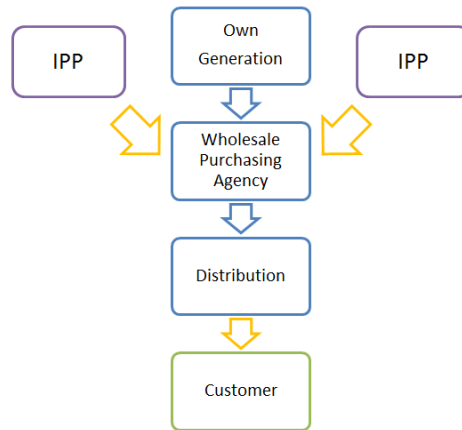 IPP
Own
Generation
IPP
Wholesale
Purchasing
Agency
Distribution
Customer